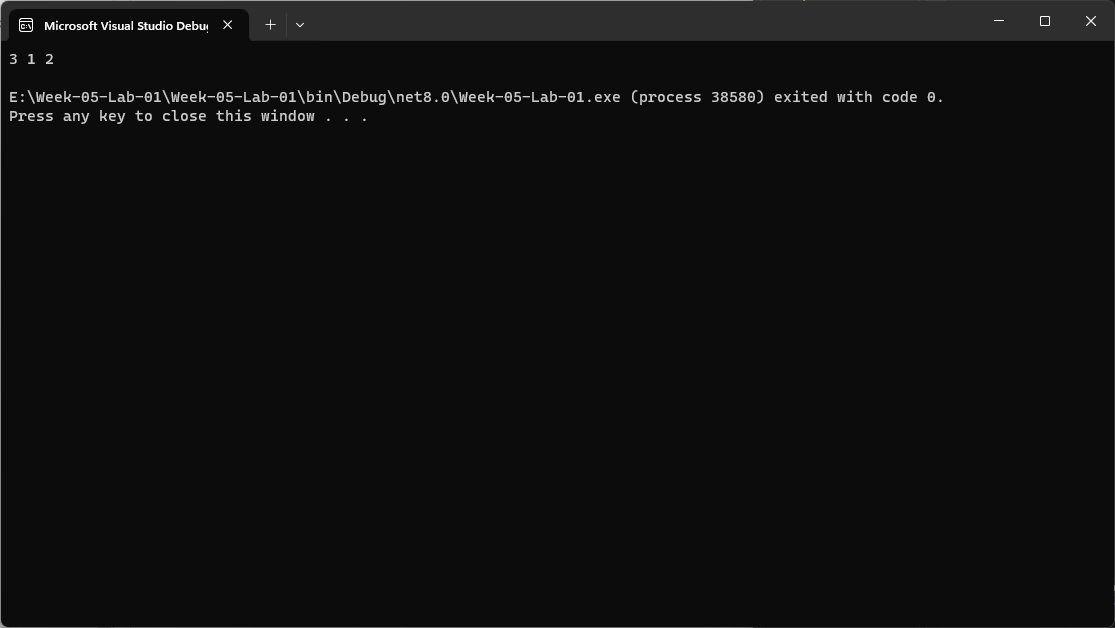 Microsoft Visual Studio Debug
3 1 2
E:\Week-05-Lab-01\Week-05-Lab-01\bin\Debug\net8.0\Week-05-Lab-01.exe (process 38580) exited with code 0.
Press any key to close this window . . .